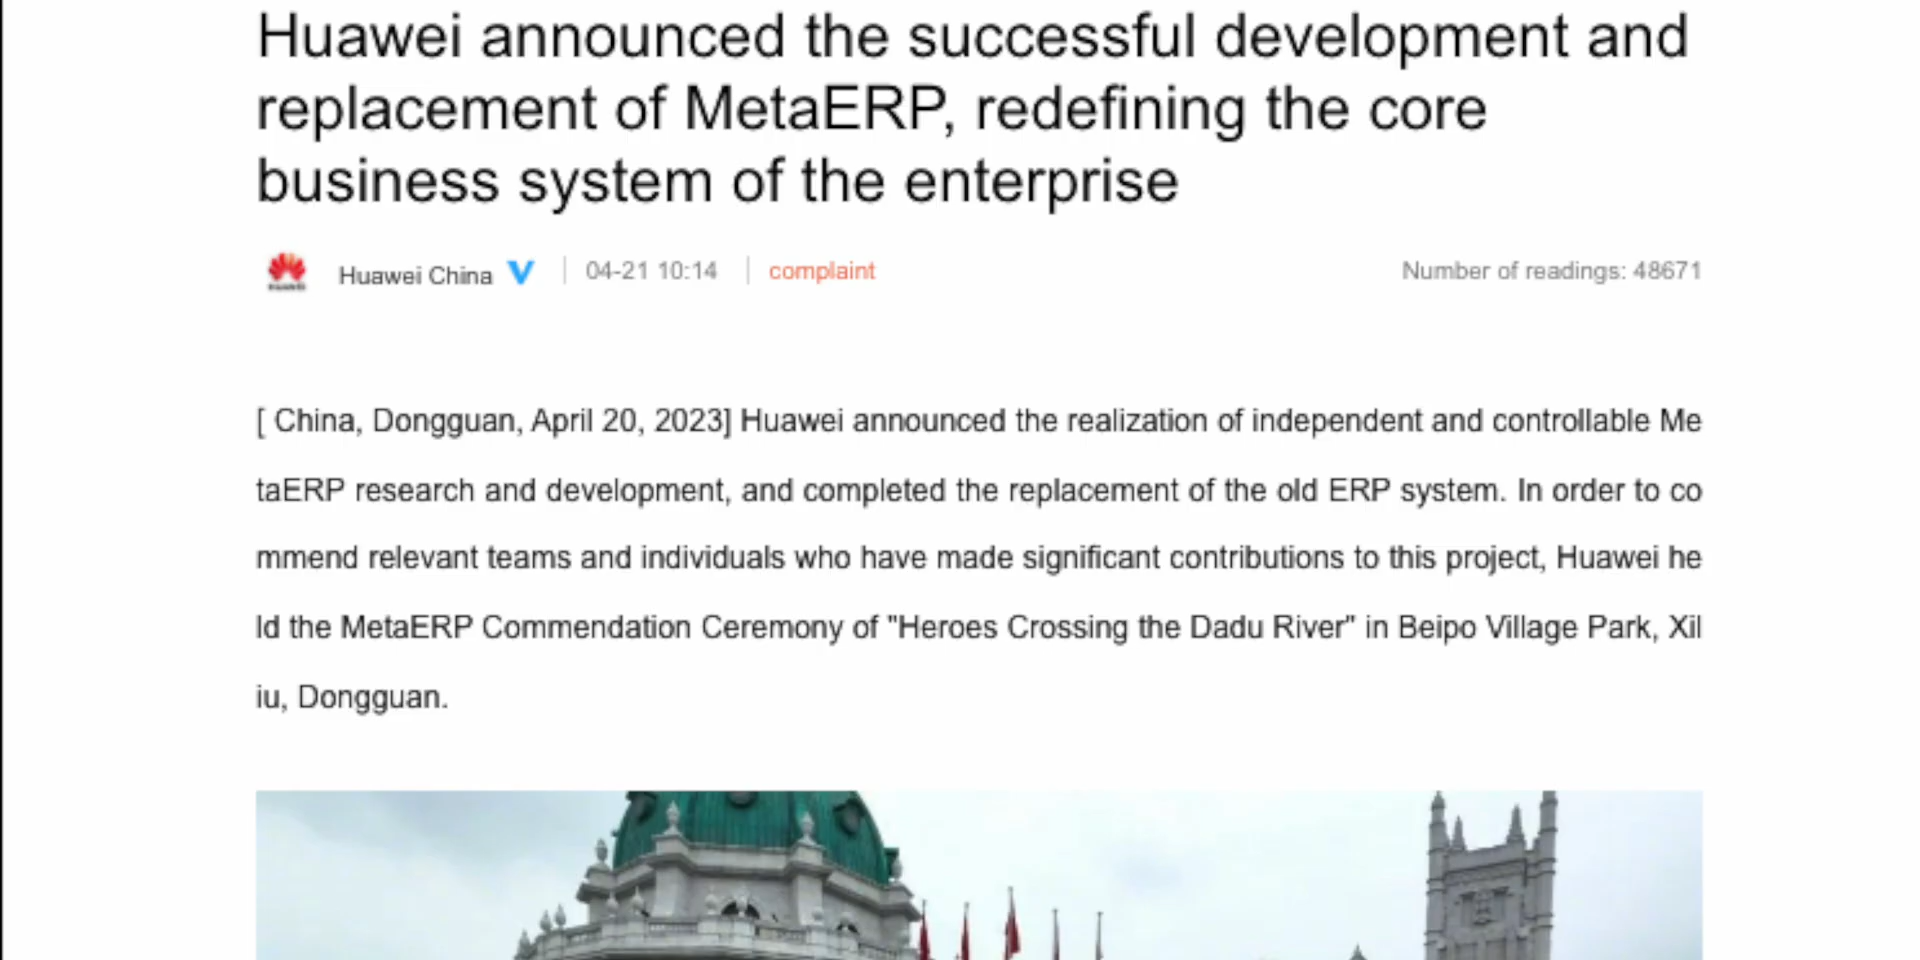 Huawei announced the successful development and
replacement of MetaERP, redefining the core
business system of the enterprise
Huawei China 04-21 10:14 complaint Number of readings: 48671
[ China, Dongguan, April 20, 2023] Huawei announced the realization of independent and controllable Me
taERP research and development, and completed the replacement of the old ERP system. In order to co
mmend relevant teams and individuals who have made significant contributions to this project, Huawei he
ld the MetaERP Commendation Ceremony of "Heroes Crossing the Dadu River" in Beipo Village Park, Xil
iu, Dongguan.